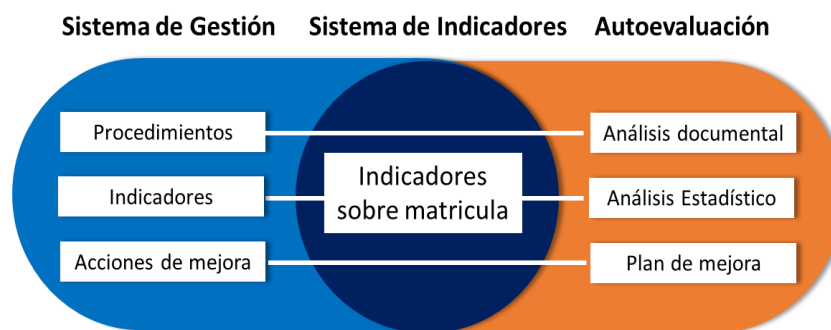 Sistema de Gestión
Sistema de Indicadores
Autoevaluación
Procedimientos
Análisis documental
Indicadores
Indicadores
sobre matricula
Análisis Estadístico
Acciones de mejora
Plan de mejora